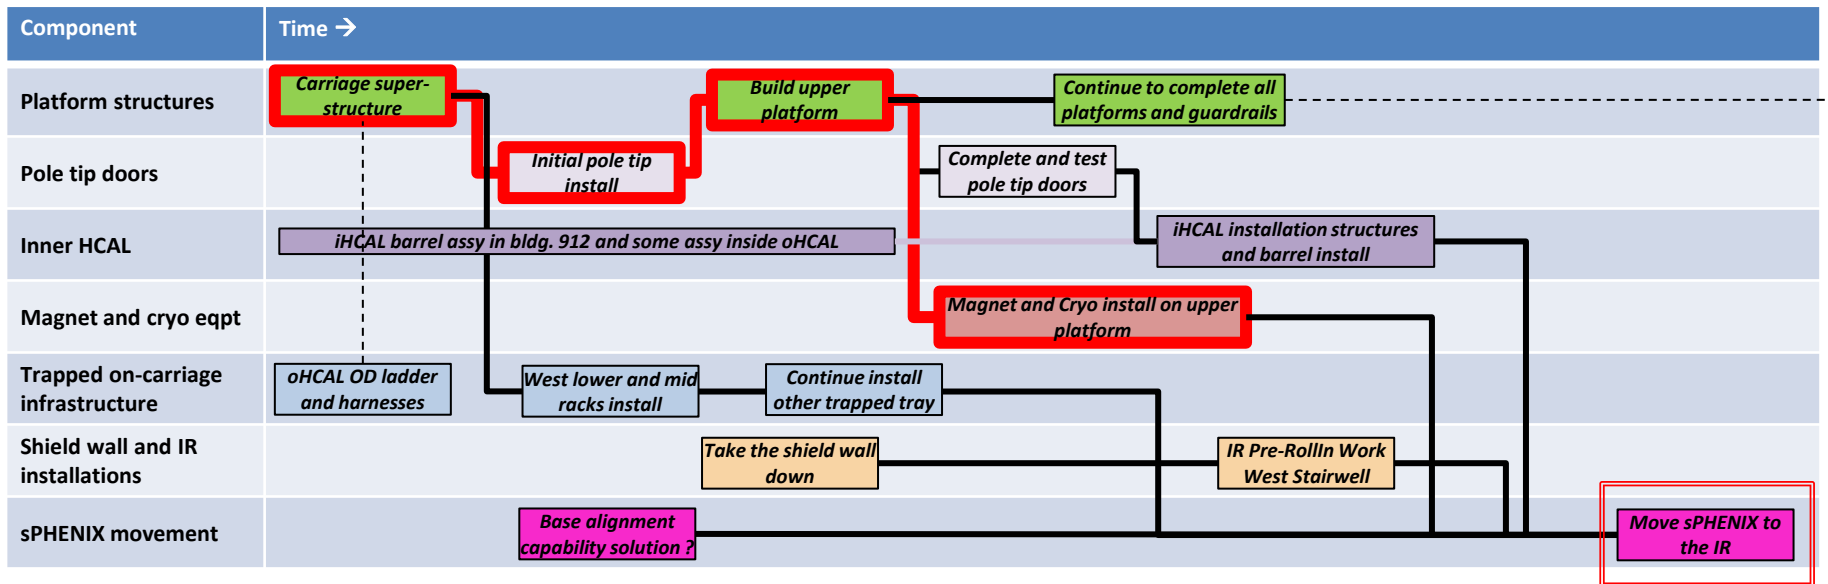 Component
Time →
Platform structures
Carriage super-
structure
Build upper
platform
Continue to complete all
platforms and guardrails
Pole tip doors
Initial pole tip
install
Complete and test
pole tip doors
Inner HCAL
iHCAL barrel assy in bldg. 912 and some assy inside oHCAL
iHCAL installation structures
and barrel install
Magnet and cryo eqpt
Magnet and Cryo install on upper
platform
Trapped on-carriage
infrastructure
oHCAL OD ladder
and harnesses
West lower and mid
racks install
Continue install
other trapped tray
Shield wall and IR
installations
Take the shield wall
down
IR Pre-RollIn Work
West Stairwell
sPHENIX movement
Base alignment
capability solution ?
Move sPHENIX to
the IR